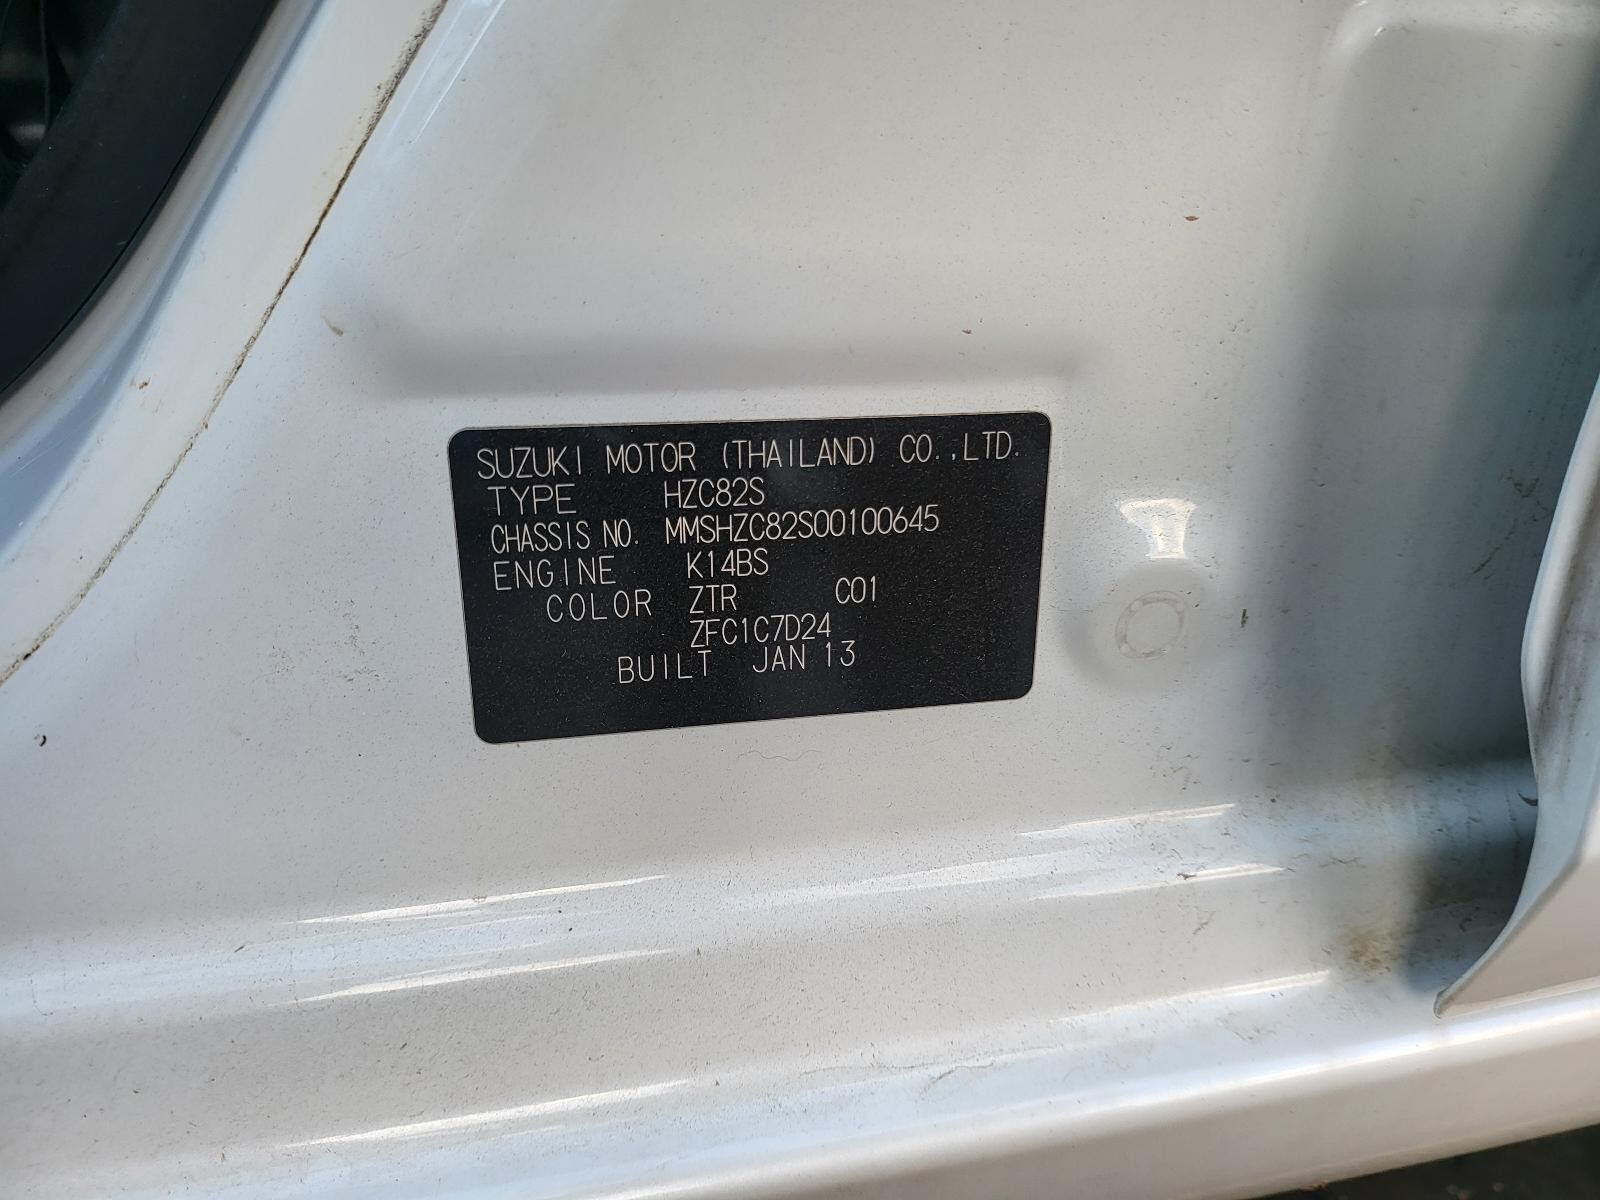 SUZUKI MOTOR (THAILAND) CO.,LTD.
TYPE HZC82S
CHASSIS NO. MMSHZC82S00100645
ENGINE K14BS
COLOR ZTR C01
ZFC1C7D24
BUILT JAN 13